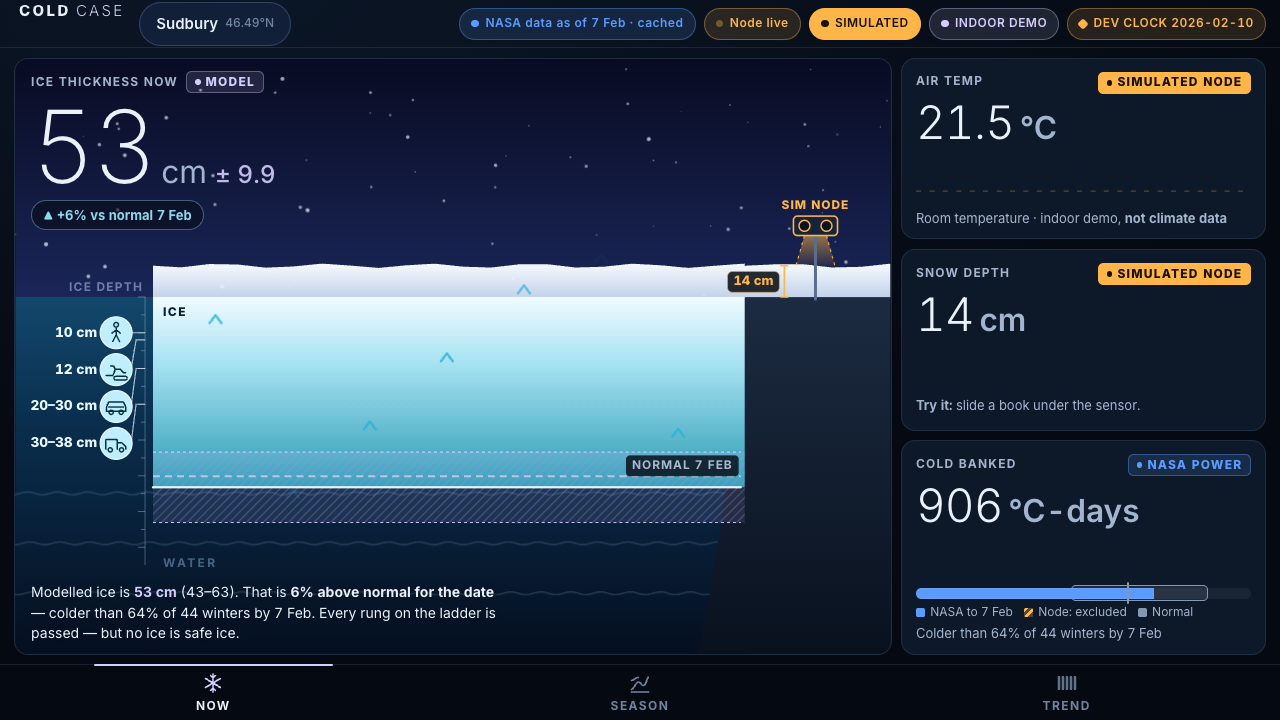 COLD CASE
Sudbury 46.49°N
NASA data as of 7 Feb · cached
Node live
SIMULATED
INDOOR DEMO
DEV CLOCK 2026-02-10
ICE THICKNESS NOW
MODEL
53 cm ± 9.9
▲ +6% vs normal 7 Feb
SIM NODE
14 cm
ICE DEPTH
ICE
10 cm
12 cm
20–30 cm
30–38 cm
NORMAL 7 FEB
WATER
Modelled ice is 53 cm (43–63). That is 6% above normal for the date
— colder than 64% of 44 winters by 7 Feb. Every rung on the ladder is
passed — but no ice is safe ice.
AIR TEMP
SIMULATED NODE
21.5 °C
Room temperature · indoor demo, not climate data
SNOW DEPTH
SIMULATED NODE
14 cm
Try it: slide a book under the sensor.
COLD BANKED
NASA POWER
906 °C-days
NASA to 7 Feb
Node: excluded
Normal
Colder than 64% of 44 winters by 7 Feb
NOW
SEASON
TREND